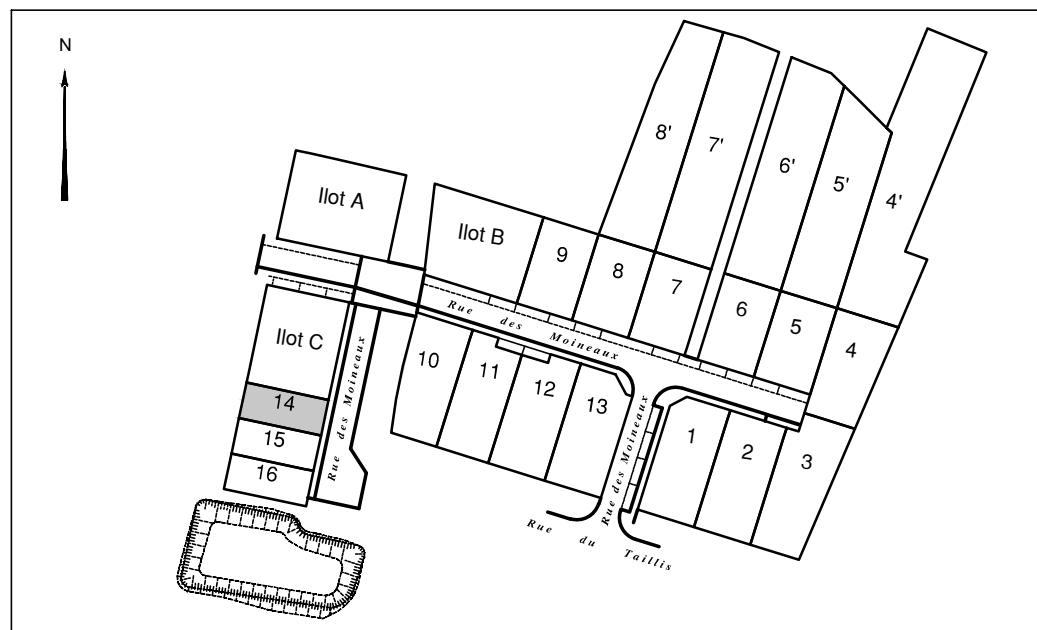 N
8'
7'
6'
5'
4'
Ilot A
Ilot B
9
8
7
6
5
4
Rue des Moineaux
Ilot C
10
11
12
13
14
15
16
Rue des Moineaux
Rue des Moineaux
1
2
3
Rue du Taillis